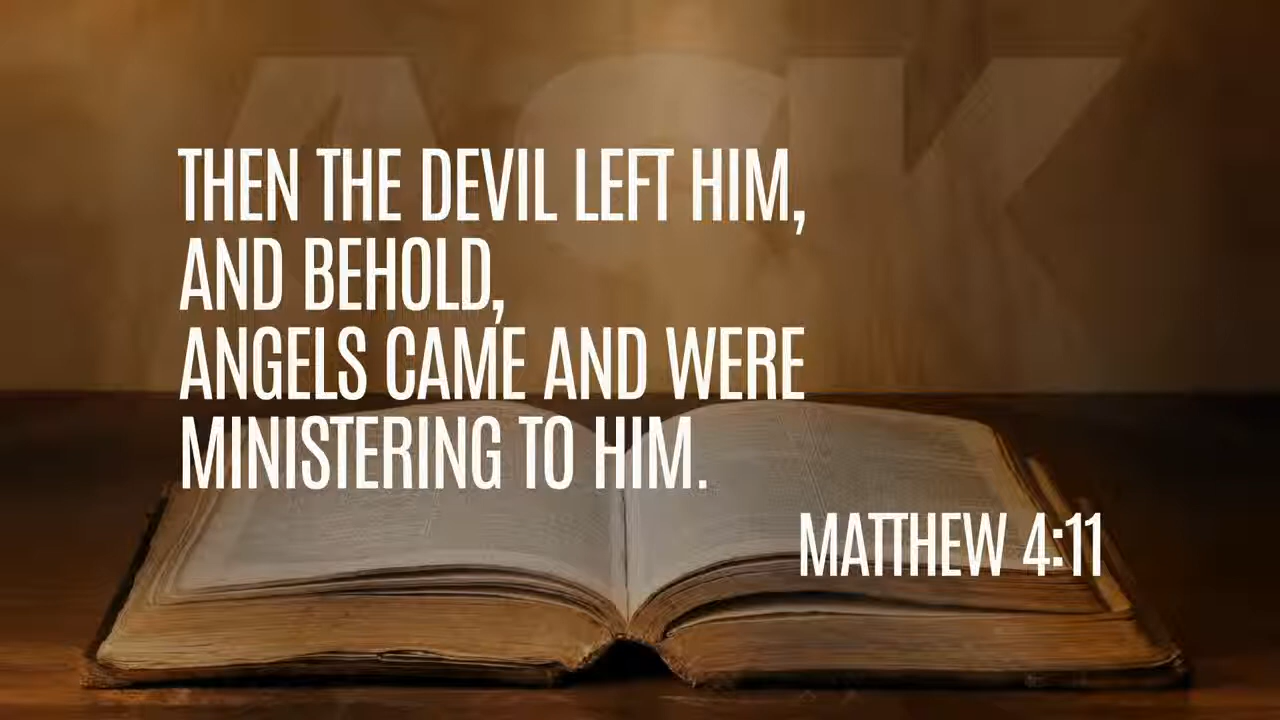 THEN THE DEVIL LEFT HIM,
AND BEHOLD,
ANGELS CAME AND WERE
MINISTERING TO HIM.
MATTHEW 4:11